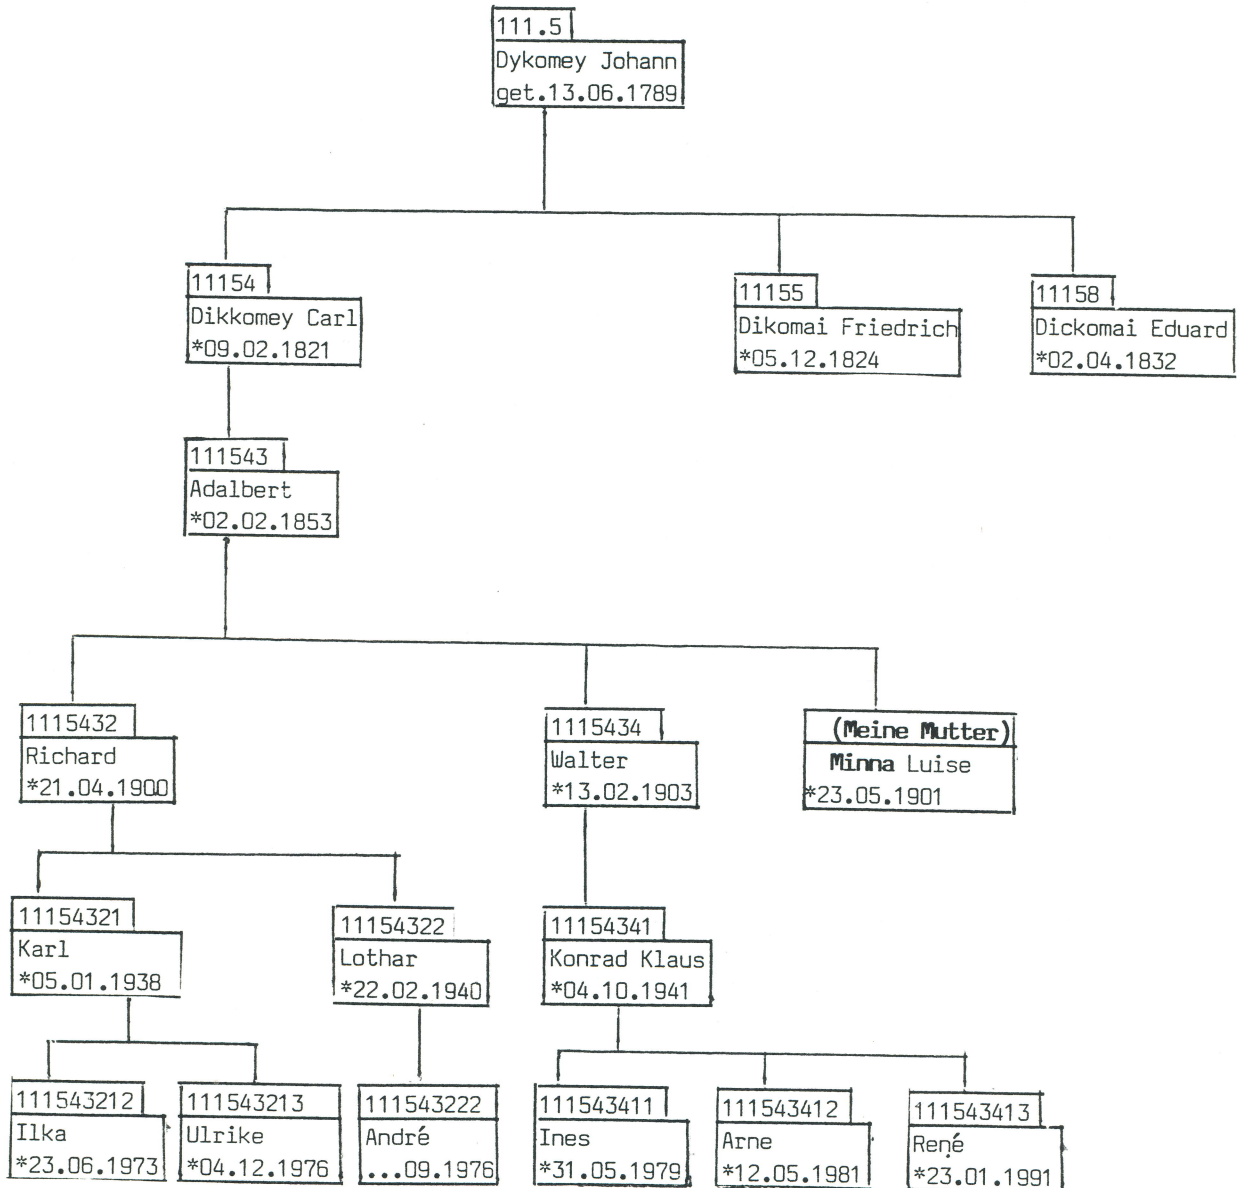 111.5
Dykomey Johann
get.13.06.1789
11154
Dikkomey Carl
*09.02.1821
11155
Dikomai Friedrich
*05.12.1824
11158
Dickomai Eduard
*02.04.1832
111543
Adalbert
*02.02.1853
1115432
Richard
*21.04.1900
1115434
Walter
*13.02.1903
(Meine Mutter)
Minna Luise
*23.05.1901
11154321
Karl
*05.01.1938
11154322
Lothar
*22.02.1940
11154341
Konrad Klaus
*04.10.1941
111543212
Ilka
*23.06.1973
111543213
Ulrike
*04.12.1976
111543222
André
...09.1976
111543411
Ines
*31.05.1979
111543412
Arne
*12.05.1981
111543413
René
*23.01.1991